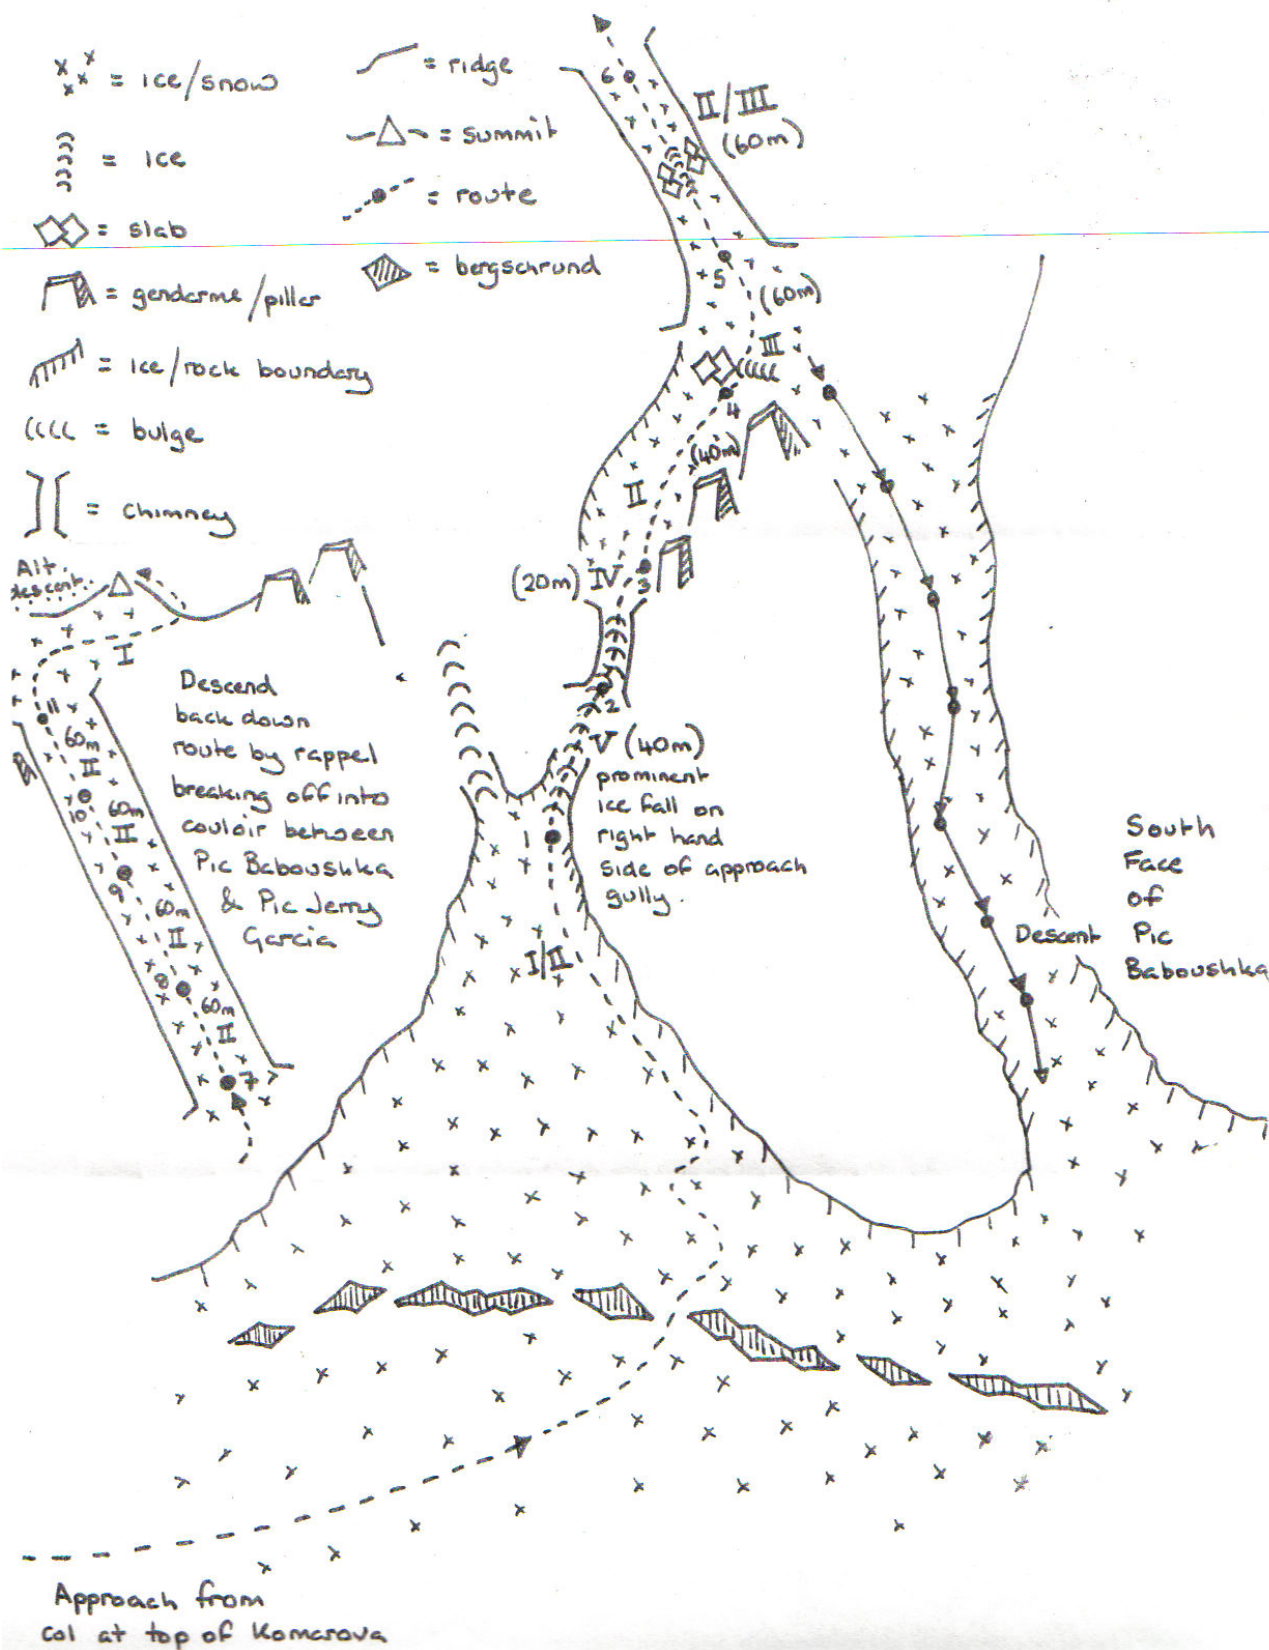 = ice/snow
= ice
= slab
= gendarme/piller
= ice/rock boundary
= bulge
= chimney
= ridge
= summit
= route
= bergschrund
6
II/III
(60m)
5
(60m)
III
4
(40m)
II
(20m) IV
3
2
V (40m)
prominent
ice fall on
right hand
side of approach
gully.
1
I/II
Alt.
descent
I
11
60m
II
10
60m
II
9
60m
II
8
60m
II
7
Descend
back down
route by rappel
breaking off into
couloir between
Pic Baboushka
& Pic Jerry
Garcia
Descent
South
Face
of
Pic
Baboushka
Approach from
col at top of Komarova